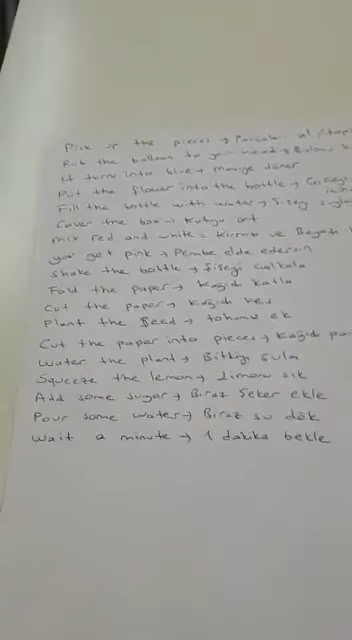 Pick up the pieces → Parçaları al / topl
Rub the balloon to your head → Balonu k
It turns into blue → maviye döner
Put the flower into the bottle → Çiçeği
Fill the bottle with water → Şişeyi suyla
Cover the box → Kutuyu ört
mix red and white → kırmızı ve Beyazı
you get pink → Pembe elde edersin
Shake the bottle → Şişeyi çalkala
Fold the paper → Kağıdı katla
Cut the paper → Kağıdı kes
Plant the Seed → tohumu ek
Cut the paper into pieces → Kağıdı par
Water the plant → Bitkiyi sula
Squeeze the lemon → limonu sık
Add some sugar → Biraz şeker ekle
Pour some water → Biraz su dök
Wait a minute → 1 dakika bekle